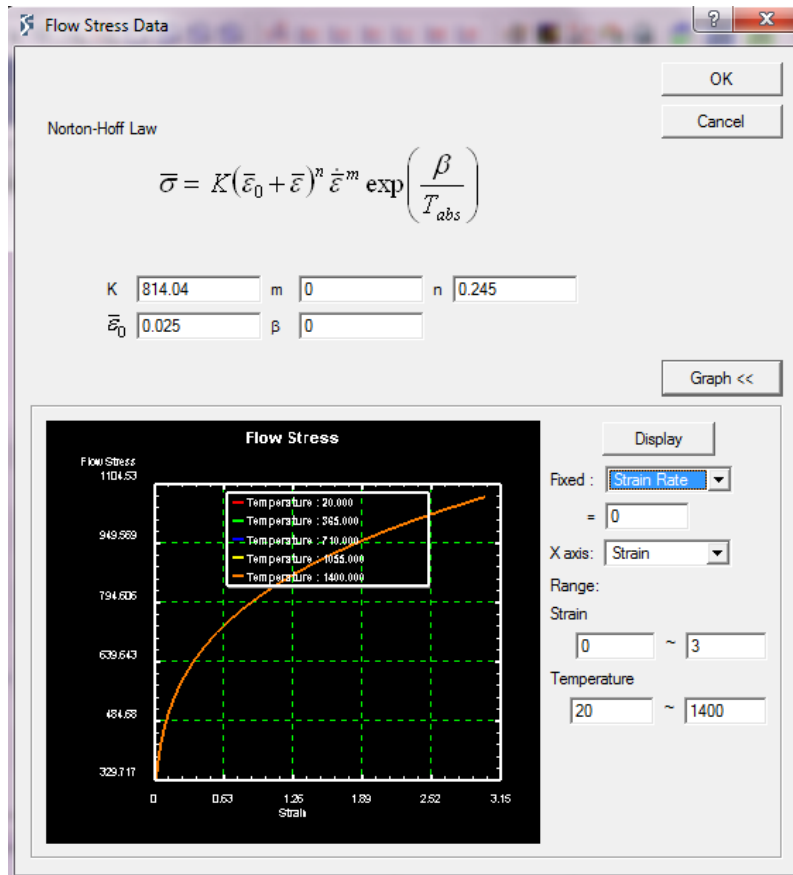 Flow Stress Data
OK
Cancel
Norton-Hoff Law
σ̅ = K(ε̅₀ + ε̅)ⁿ ε̅̇ᵐ exp(β / T_abs)
K 814.04 m 0 n 0.245
ε̅₀ 0.025 β 0
Graph <<
Flow Stress
Flow Stress
1104.53
949.569
794.606
639.643
484.68
329.717
Temperature : 20.000
Temperature : 365.000
Temperature : 710.000
Temperature : 1055.000
Temperature : 1400.000
0 0.63 1.26 1.89 2.52 3.15
Strain
Display
Fixed : Strain Rate
= 0
X axis: Strain
Range:
Strain
0 ~ 3
Temperature
20 ~ 1400